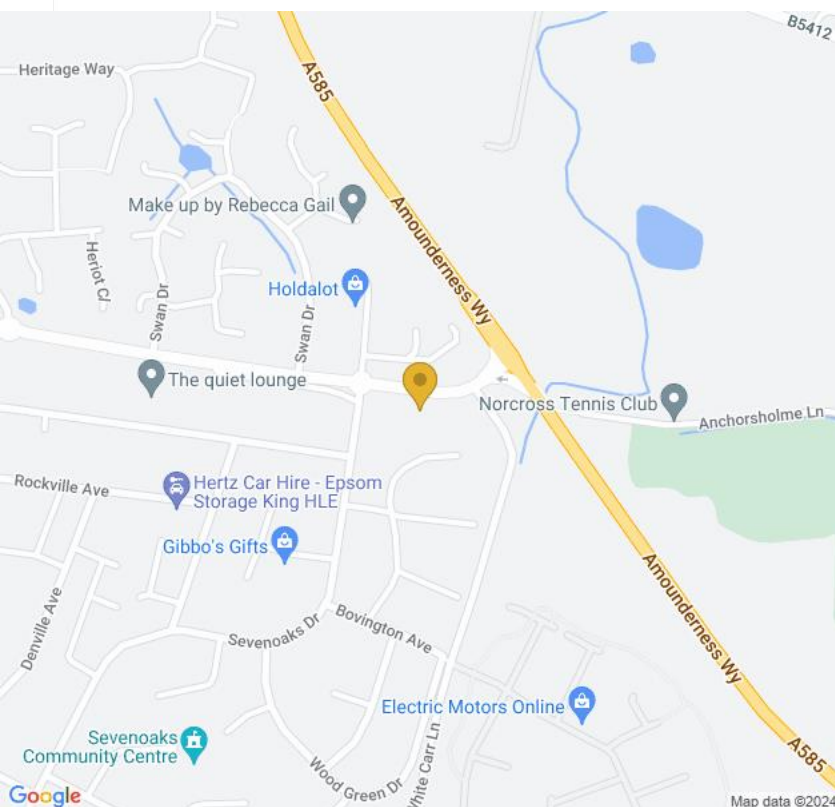 B5412
A585
Heritage Way
Make up by Rebecca Gail
Amounderness Wy
Heriot Cl
Holdalot
Swan Dr
Swan Dr
The quiet lounge
Norcross Tennis Club
Anchorsholme Ln
Rockville Ave
Hertz Car Hire - Epsom
Storage King HLE
Gibbo's Gifts
Denville Ave
Sevenoaks Dr
Bovington Ave
Amounderness Wy
Electric Motors Online
Sevenoaks
Community Centre
Wood Green Dr
White Carr Ln
A585
Google
Map data ©2024